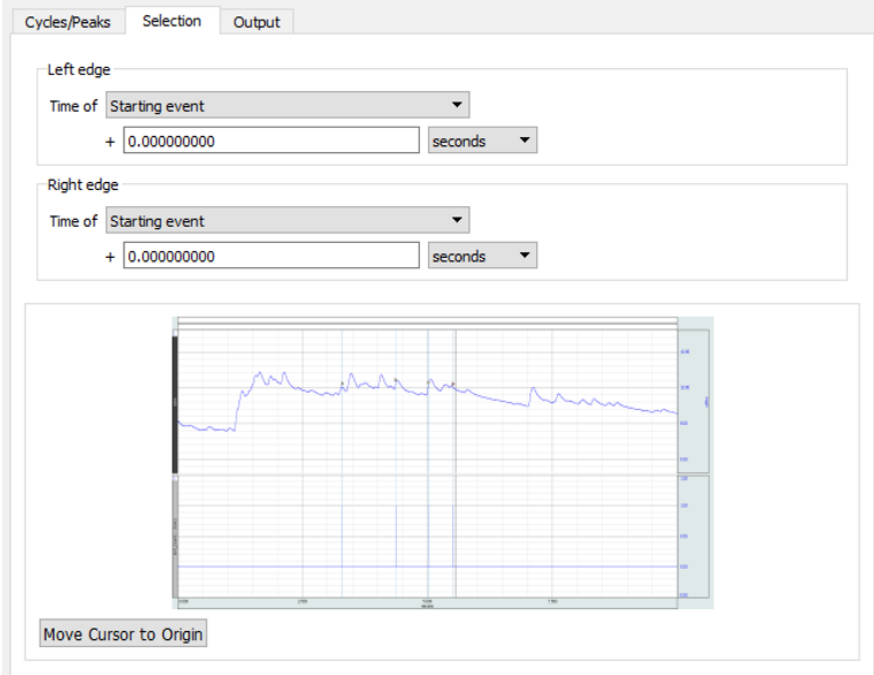 Cycles/Peaks Selection Output
Left edge
Time of Starting event
+ 0.000000000 seconds
Right edge
Time of Starting event
+ 0.000000000 seconds
Move Cursor to Origin